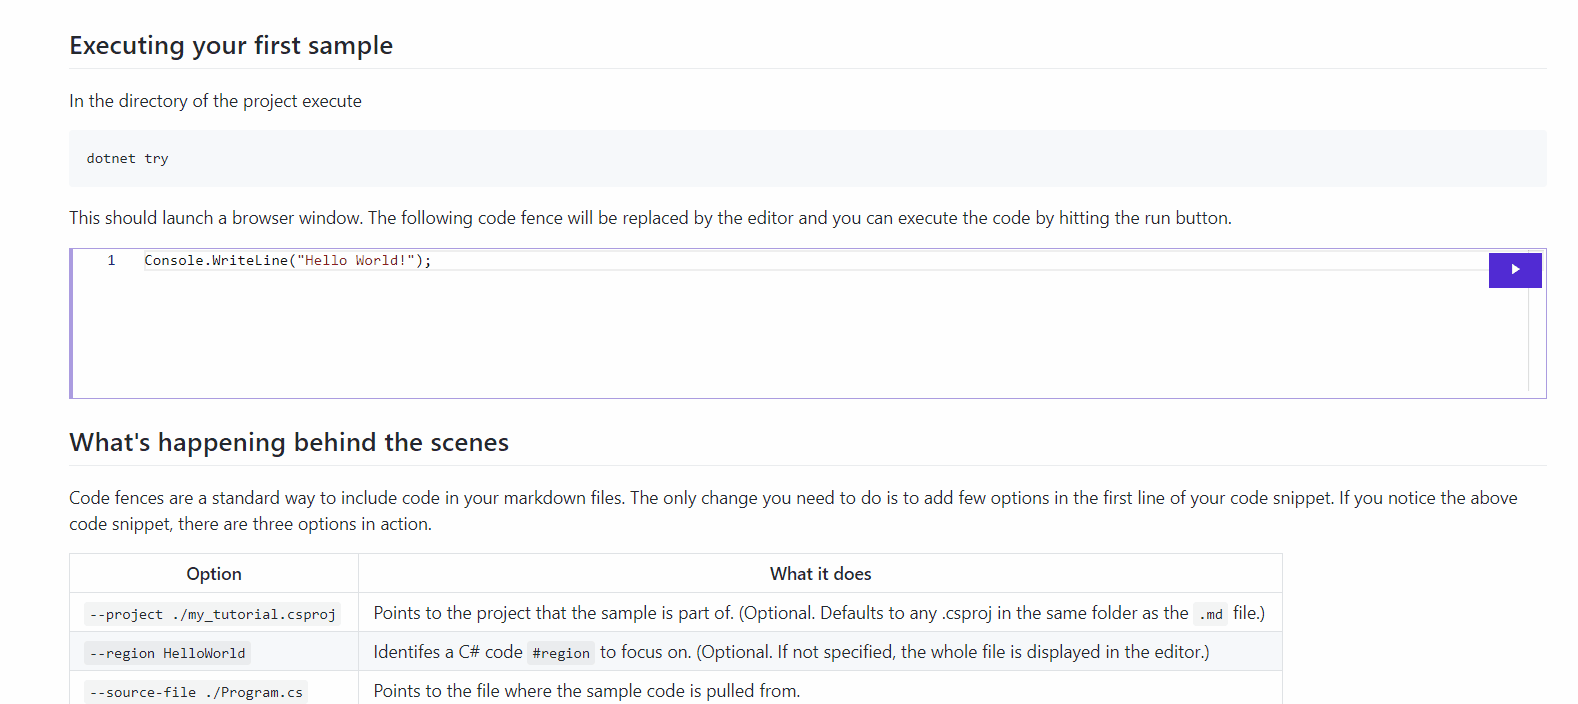 Executing your first sample
In the directory of the project execute
dotnet try
This should launch a browser window. The following code fence will be replaced by the editor and you can execute the code by hitting the run button.
1 Console.WriteLine("Hello World!");
What's happening behind the scenes
Code fences are a standard way to include code in your markdown files. The only change you need to do is to add few options in the first line of your code snippet. If you notice the above
code snippet, there are three options in action.
Option What it does
--project ./my_tutorial.csproj Points to the project that the sample is part of. (Optional. Defaults to any .csproj in the same folder as the .md file.)
--region HelloWorld Identifes a C# code #region to focus on. (Optional. If not specified, the whole file is displayed in the editor.)
--source-file ./Program.cs Points to the file where the sample code is pulled from.